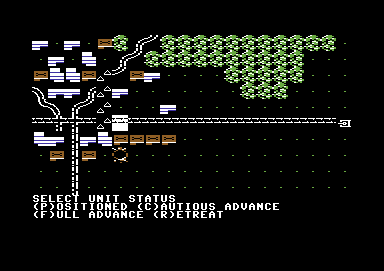 SELECT UNIT STATUS
(P)OSITIONED (C)AUTIOUS ADVANCE
(F)ULL ADVANCE (R)ETREAT